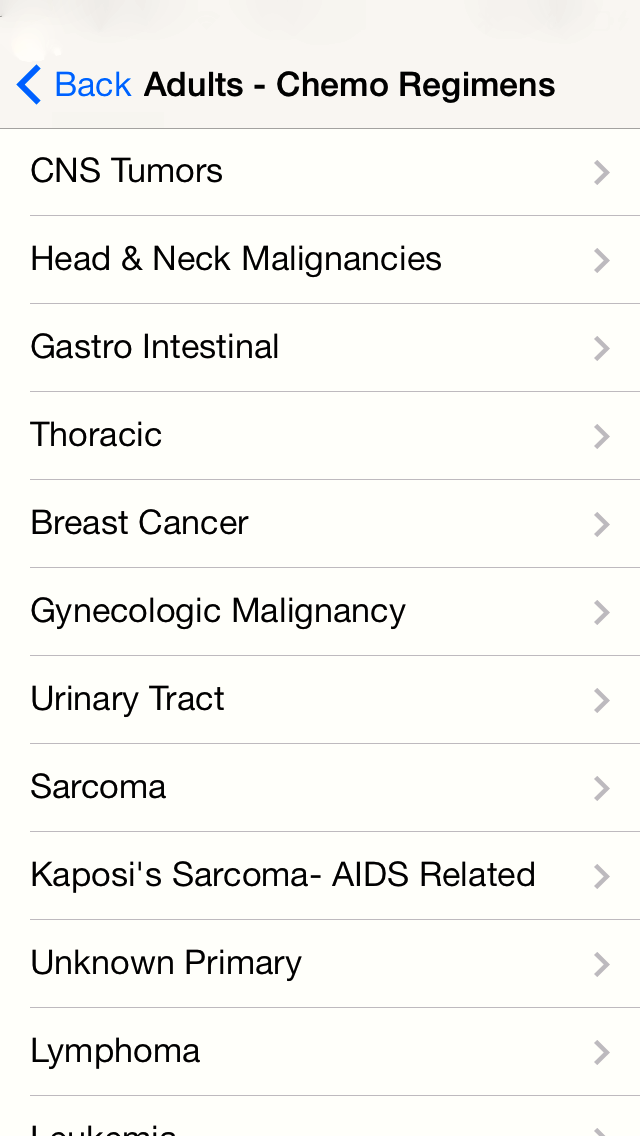 Back Adults - Chemo Regimens
CNS Tumors
Head & Neck Malignancies
Gastro Intestinal
Thoracic
Breast Cancer
Gynecologic Malignancy
Urinary Tract
Sarcoma
Kaposi's Sarcoma- AIDS Related
Unknown Primary
Lymphoma
Leukemia